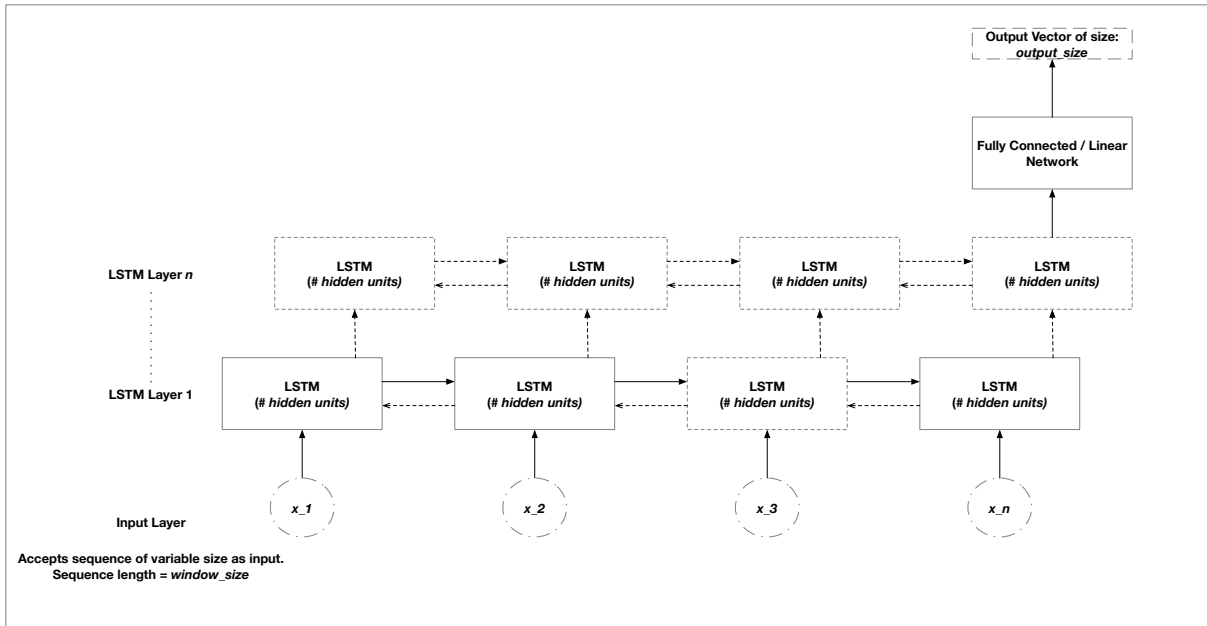 Output Vector of size:
output_size
Fully Connected / Linear
Network
LSTM Layer n
LSTM
(# hidden units)
LSTM
(# hidden units)
LSTM
(# hidden units)
LSTM
(# hidden units)
LSTM Layer 1
LSTM
(# hidden units)
LSTM
(# hidden units)
LSTM
(# hidden units)
LSTM
(# hidden units)
x_1
x_2
x_3
x_n
Input Layer
Accepts sequence of variable size as input.
Sequence length = window_size